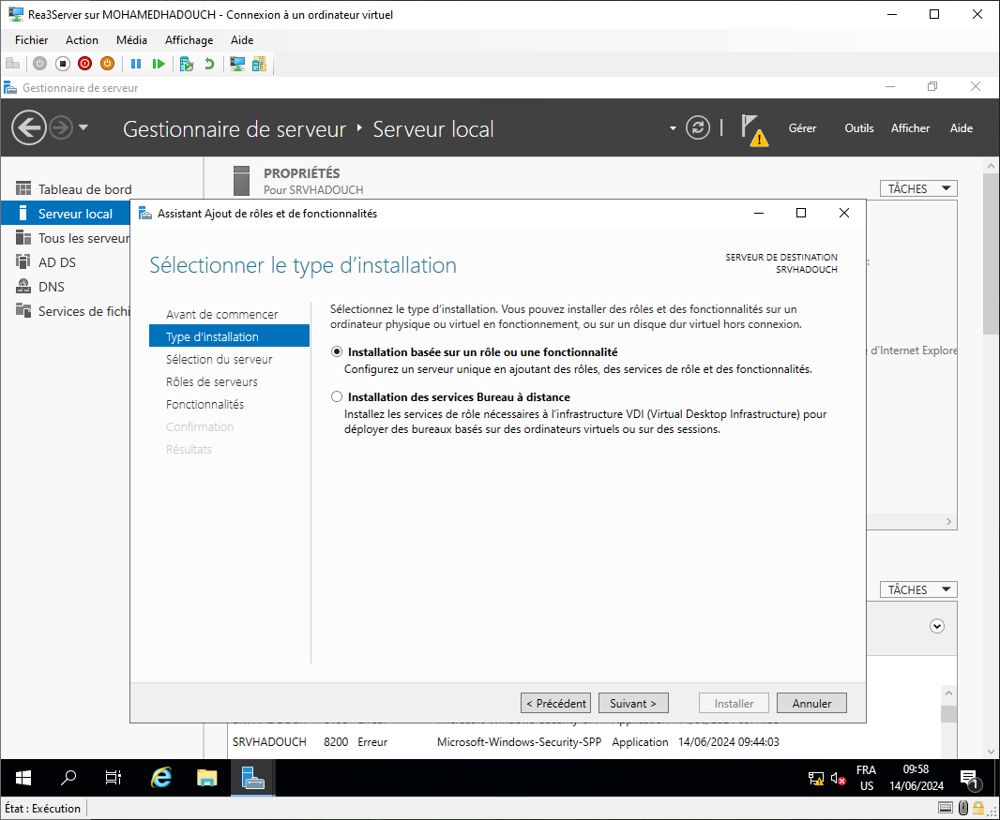 Rea3Server sur MOHAMEDHADOUCH - Connexion à un ordinateur virtuel
Fichier Action Média Affichage Aide
Gestionnaire de serveur
Gestionnaire de serveur Serveur local
Gérer Outils Afficher Aide
Tableau de bord
Serveur local
Tous les serveur
AD DS
DNS
Services de fichi
PROPRIÉTÉS
Pour SRVHADOUCH
TÂCHES
Assistant Ajout de rôles et de fonctionnalités
Sélectionner le type d'installation
SERVEUR DE DESTINATION
SRVHADOUCH
Avant de commencer
Type d'installation
Sélection du serveur
Rôles de serveurs
Fonctionnalités
Confirmation
Résultats
Sélectionnez le type d'installation. Vous pouvez installer des rôles et des fonctionnalités sur un
ordinateur physique ou virtuel en fonctionnement, ou sur un disque dur virtuel hors connexion.
Installation basée sur un rôle ou une fonctionnalité
Configurez un serveur unique en ajoutant des rôles, des services de rôle et des fonctionnalités.
Installation des services Bureau à distance
Installez les services de rôle nécessaires à l'infrastructure VDI (Virtual Desktop Infrastructure) pour
déployer des bureaux basés sur des ordinateurs virtuels ou sur des sessions.
d'Internet Explore
TÂCHES
< Précédent Suivant > Installer Annuler
SRVHADOUCH 8200 Erreur Microsoft-Windows-Security-SPP Application 14/06/2024 09:44:03
FRA
US
09:58
14/06/2024
1
État : Exécution